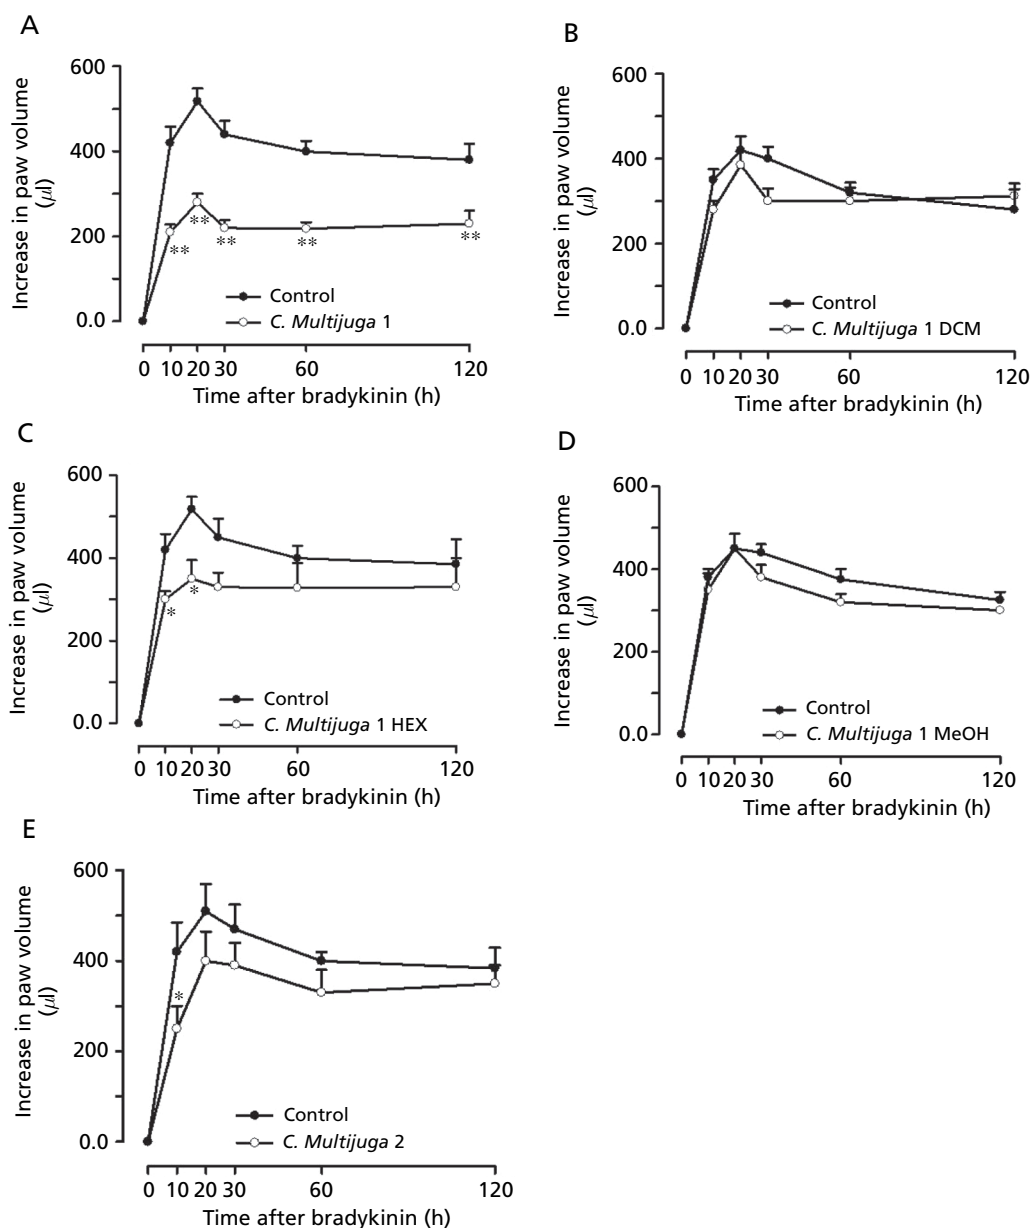 A
600
400
200
0.0
Increase in paw volume
(μl)
**
**
**
**
**
Control
C. Multijuga 1
0 10 20 30 60 120
Time after bradykinin (h)
B
600
400
200
0.0
Increase in paw volume
(μl)
Control
C. Multijuga 1 DCM
0 10 20 30 60 120
Time after bradykinin (h)
C
600
400
200
0.0
Increase in paw volume
(μl)
*
*
Control
C. Multijuga 1 HEX
0 10 20 30 60 120
Time after bradykinin (h)
D
600
400
200
0.0
Increase in paw volume
(μl)
Control
C. Multijuga 1 MeOH
0 10 20 30 60 120
Time after bradykinin (h)
E
600
400
200
0.0
Increase in paw volume
(μl)
*
Control
C. Multijuga 2
0 10 20 30 60 120
Time after bradykinin (h)